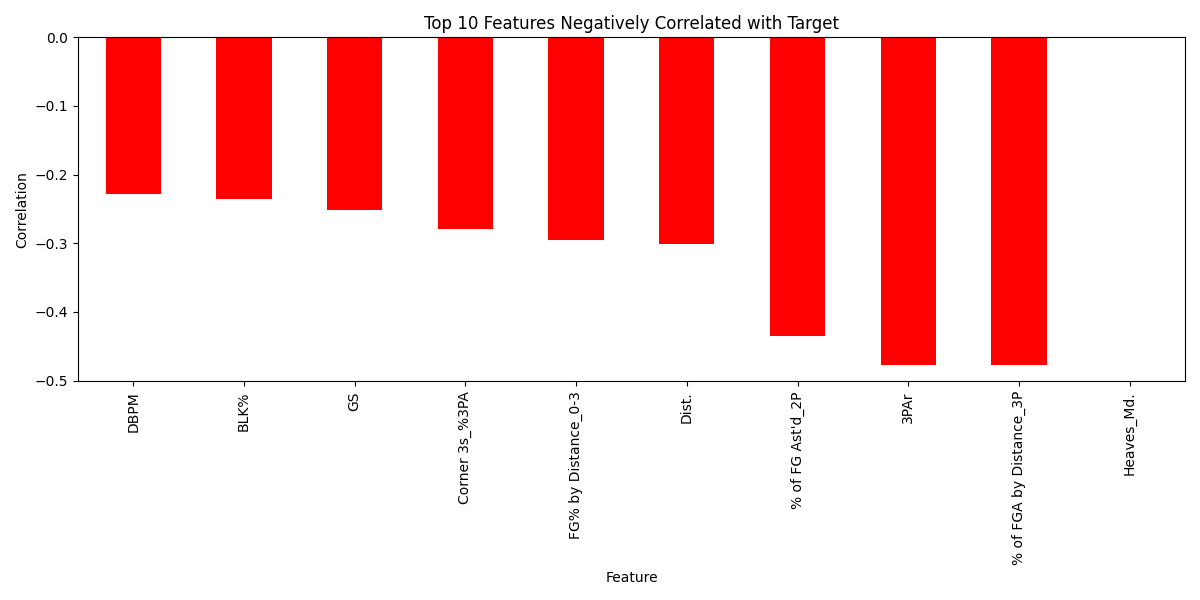 Top 10 Features Negatively Correlated with Target
0.0
−0.1
−0.2
−0.3
−0.4
−0.5
Correlation
DBPM
BLK%
GS
Corner 3s_%3PA
FG% by Distance_0-3
Dist.
% of FG Ast'd_2P
3PAr
% of FGA by Distance_3P
Heaves_Md.
Feature